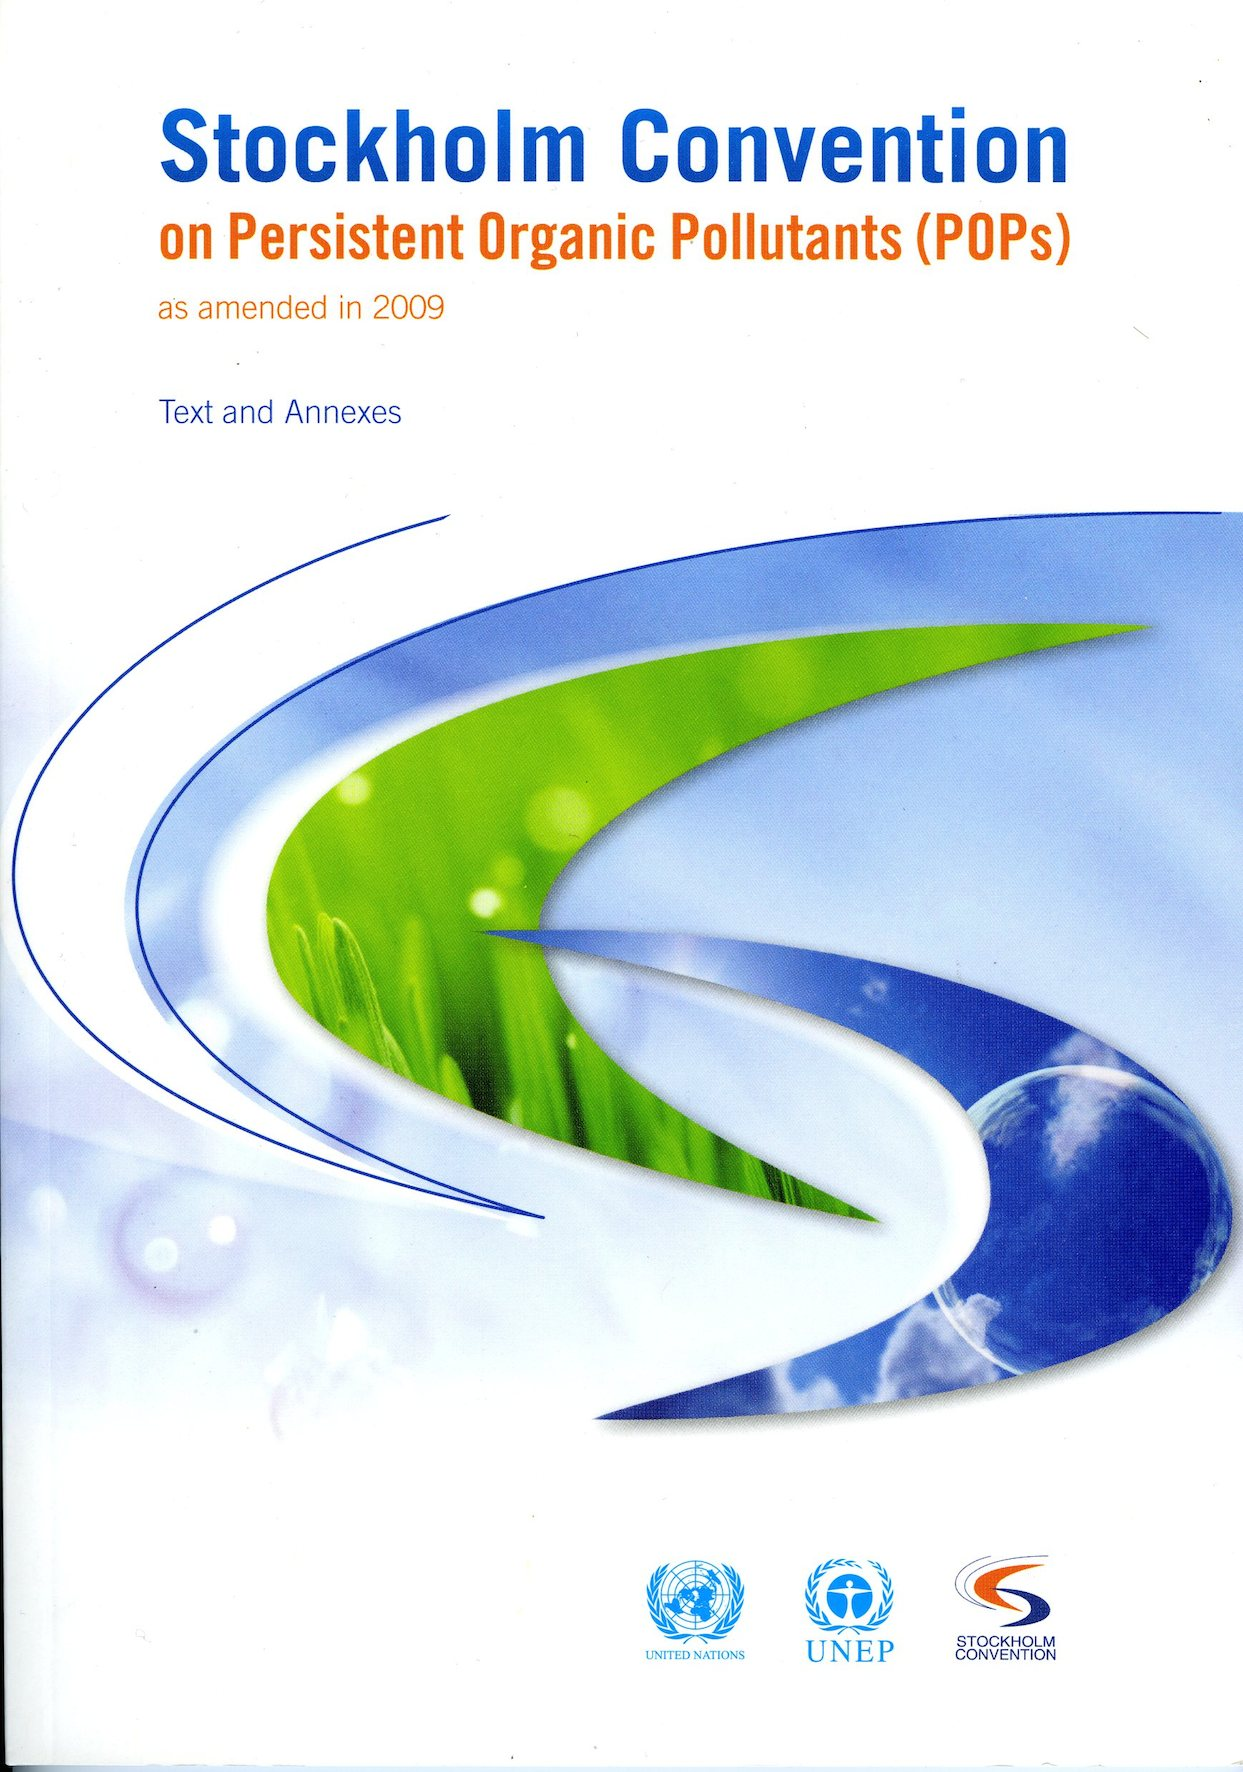 Stockholm Convention
on Persistent Organic Pollutants (POPs)
as amended in 2009
Text and Annexes
UNITED NATIONS
UNEP
STOCKHOLM
CONVENTION